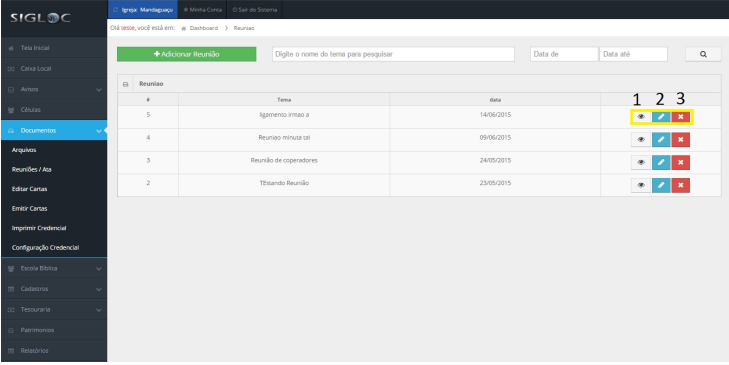 SIGLOC
Igreja: Mandaguaçu Minha Conta Sair do Sistema
Olá tesse, você está em: Dashboard > Reuniao
Tela Inicial
Caixa Local
Avisos
Células
Documentos
Arquivos
Reuniões / Ata
Editar Cartas
Emitir Cartas
Imprimir Credencial
Configuração Credencial
Escola Bíblica
Cadastros
Tesouraria
Patrimonios
Relatórios
+ Adicionar Reunião Digite o nome do tema para pesquisar Data de Data até
Reuniao
# Tema data
1 2 3
5 ligamento irmao a 14/06/2015
4 Reuniao minuta tal 09/06/2015
3 Reunião de coperadores 24/05/2015
2 TEstando Reunião 23/05/2015